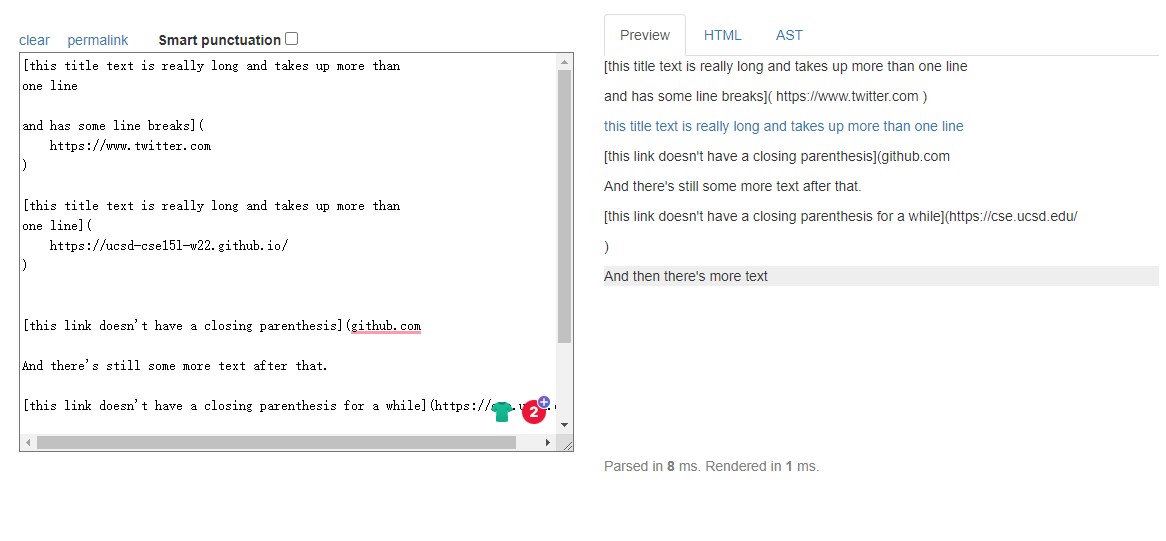 clear permalink Smart punctuation
[this title text is really long and takes up more than
one line
and has some line breaks](
https://www.twitter.com
)
[this title text is really long and takes up more than
one line](
https://ucsd-cse15l-w22.github.io/
)
[this link doesn't have a closing parenthesis](github.com
And there's still some more text after that.
[this link doesn't have a closing parenthesis for a while](https://
2
Preview HTML AST
[this title text is really long and takes up more than one line
and has some line breaks]( https://www.twitter.com )
this title text is really long and takes up more than one line
[this link doesn't have a closing parenthesis](github.com
And there's still some more text after that.
[this link doesn't have a closing parenthesis for a while](https://cse.ucsd.edu/
)
And then there's more text
Parsed in 8 ms. Rendered in 1 ms.